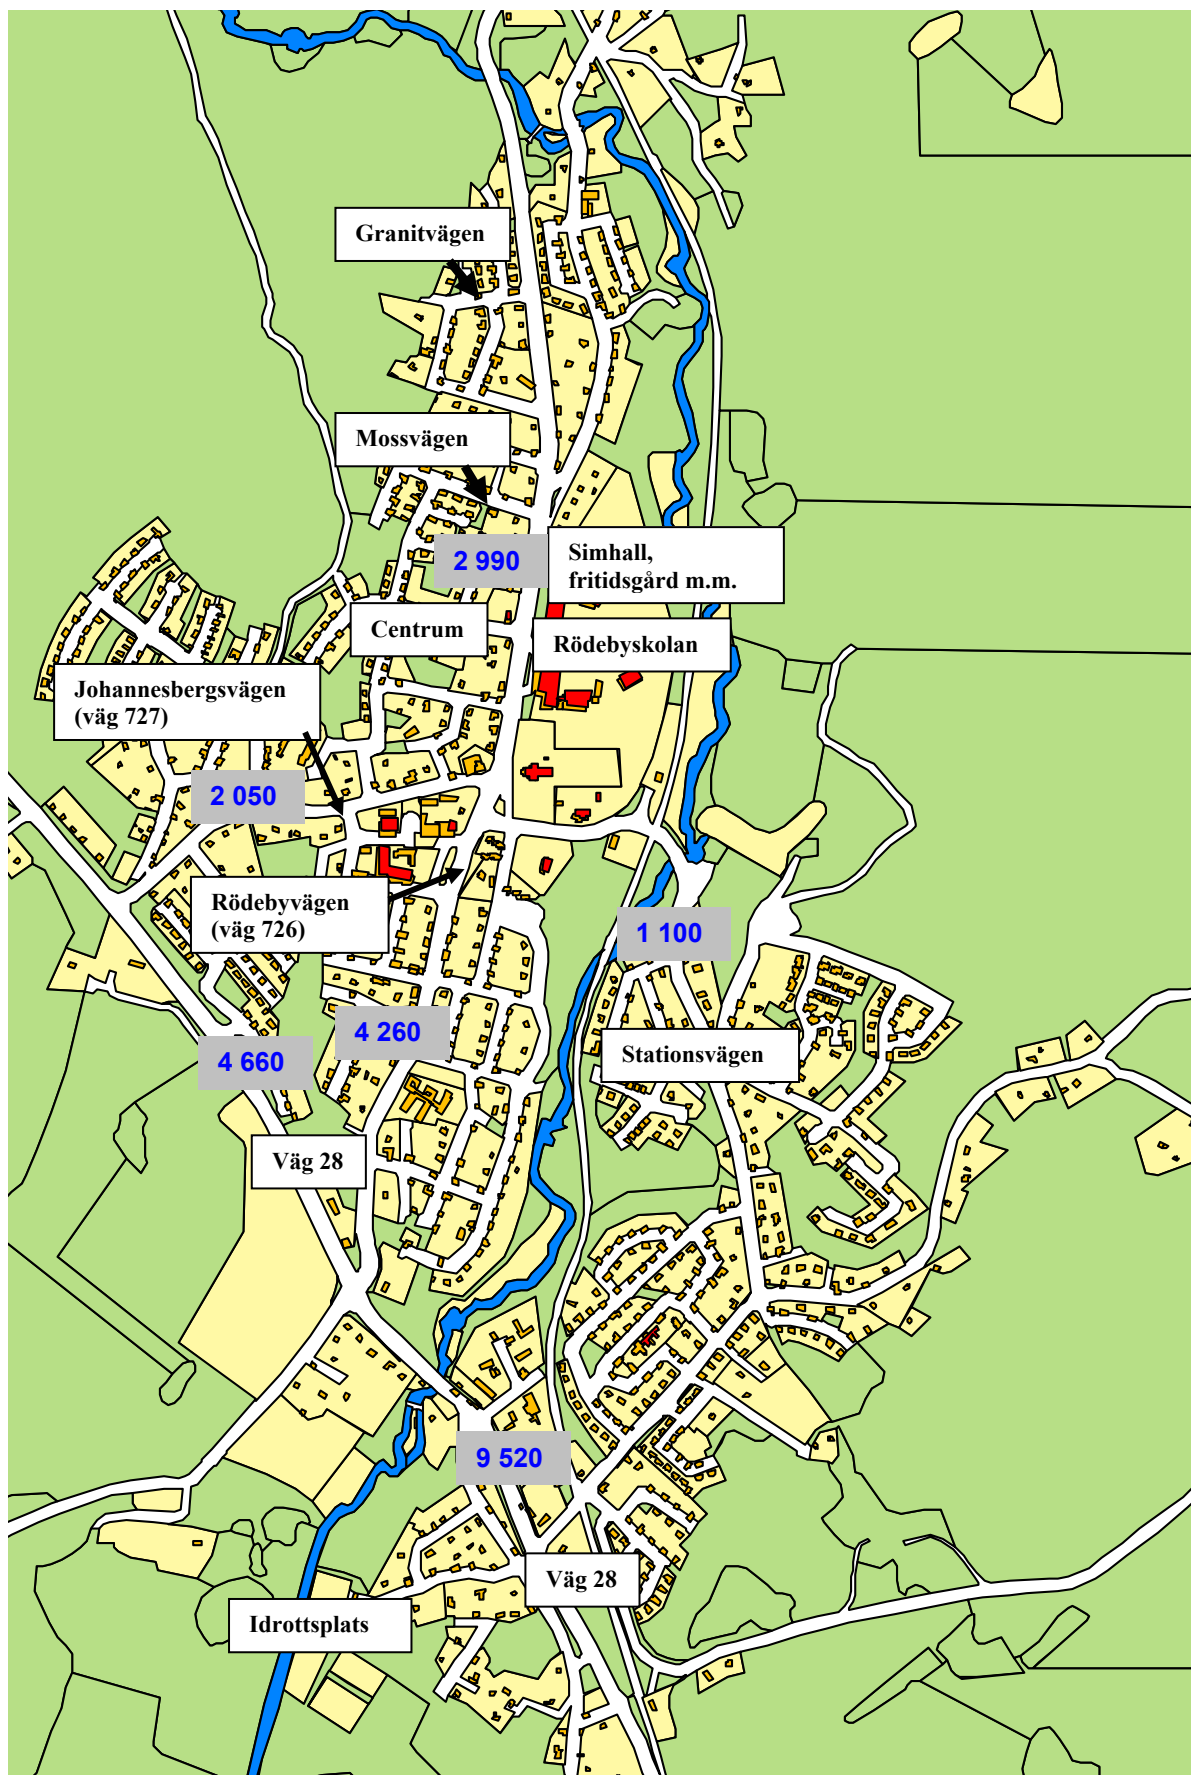 Granitvägen
Mossvägen
2 990
Simhall,
fritidsgård m.m.
Centrum
Rödebyskolan
Johannesbergsvägen
(väg 727)
2 050
Rödebyvägen
(väg 726)
1 100
4 260
4 660
Stationsvägen
Väg 28
9 520
Väg 28
Idrottsplats